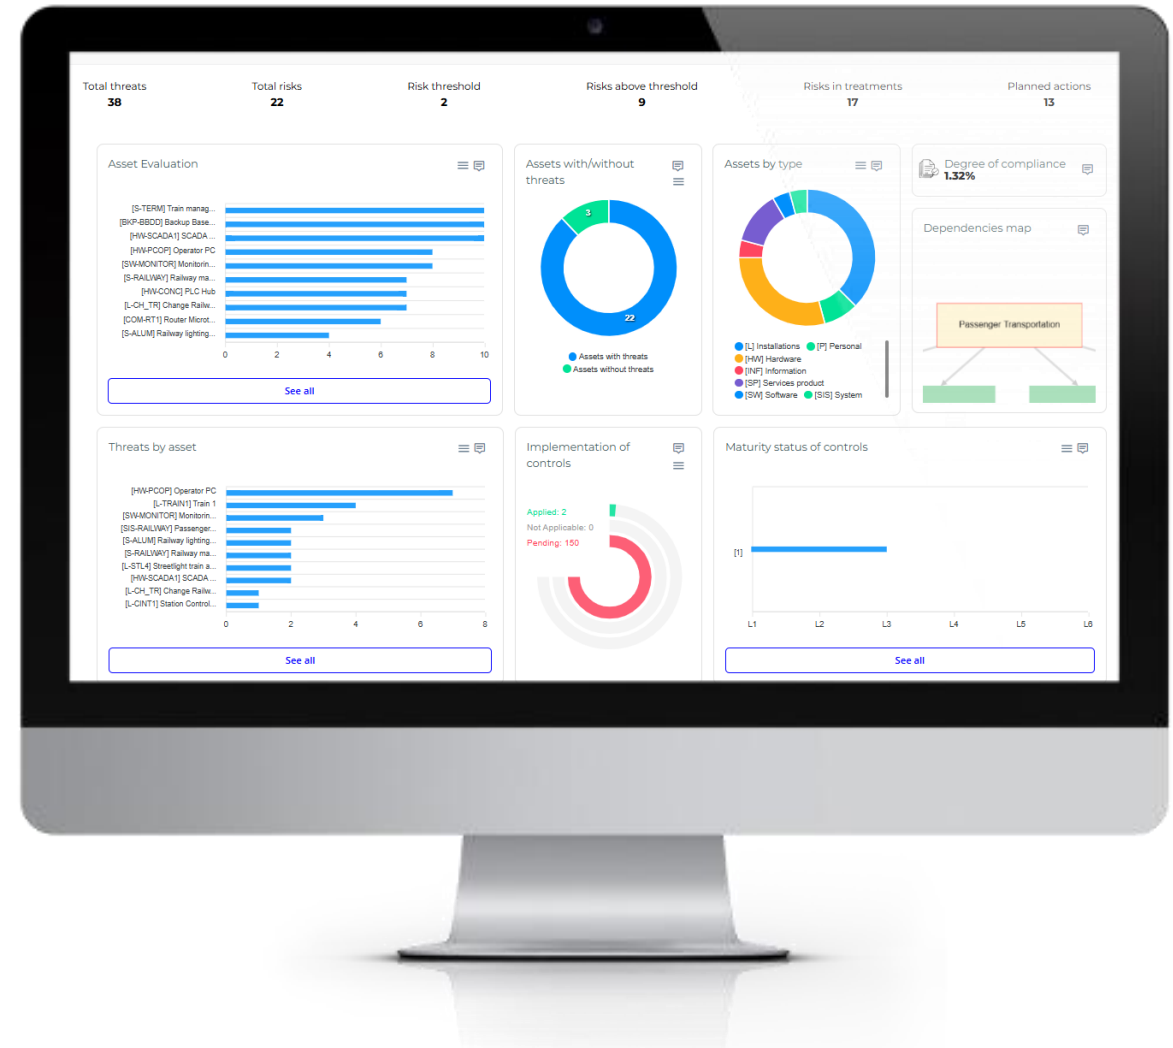 Total threats
38
Total risks
22
Risk threshold
2
Risks above threshold
9
Risks in treatments
17
Planned actions
13
Asset Evaluation
[S-TERM] Train manag...
[BKP-BBDD] Backup Base...
[HW-SCADA1] SCADA ...
[HW-PCOP] Operator PC
[SW-MONITOR] Monitorin...
[S-RAILWAY] Railway ma...
[HW-CONC] PLC Hub
[L-CH_TR] Change Railw...
[COM-RT1] Router Microt...
[S-ALUM] Railway lighting...
0 2 4 6 8 10
See all
Assets with/without
threats
3
22
Assets with threats
Assets without threats
Assets by type
[L] Installations [P] Personal
[HW] Hardware
[INF] Information
[SP] Services product
[SW] Software [SIS] System
Degree of compliance
1.32%
Dependencies map
Passenger Transportation
Threats by asset
[HW-PCOP] Operator PC
[L-TRAIN1] Train 1
[SW-MONITOR] Monitorin...
[SIS-RAILWAY] Passenger...
[S-ALUM] Railway lighting...
[S-RAILWAY] Railway ma...
[L-STL4] Streetlight train a...
[HW-SCADA1] SCADA ...
[L-CH_TR] Change Railw...
[L-CINT1] Station Control...
0 2 4 6 8
See all
Implementation of
controls
Applied: 2
Not Applicable: 0
Pending: 150
Maturity status of controls
[1]
L1 L2 L3 L4 L5 L6
See all